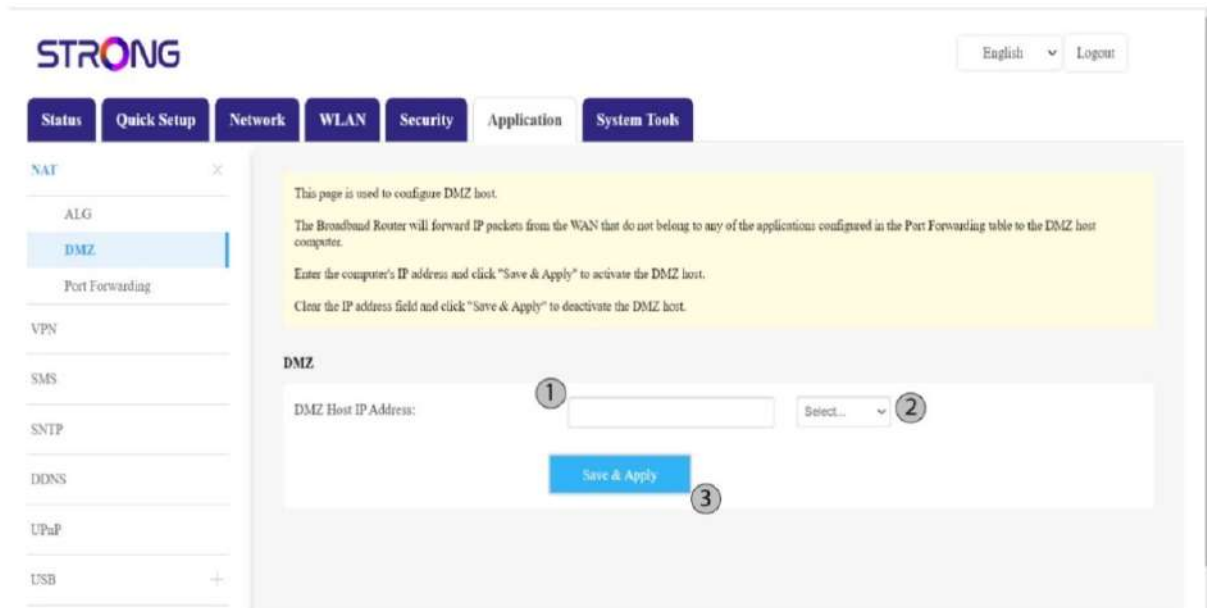 STRONG
English
Logout
Status
Quick Setup
Network
WLAN
Security
Application
System Tools
NAT
ALG
DMZ
Port Forwarding
VPN
SMS
SNTP
DDNS
UPnP
USB
This page is used to configure DMZ host.
The Broadband Router will forward IP packets from the WAN that do not belong to any of the applications configured in the Port Forwarding table to the DMZ host
computer.
Enter the computer's IP address and click "Save & Apply" to activate the DMZ host.
Clear the IP address field and click "Save & Apply" to deactivate the DMZ host.
DMZ
DMZ Host IP Address:
1
Select...
2
Save & Apply
3